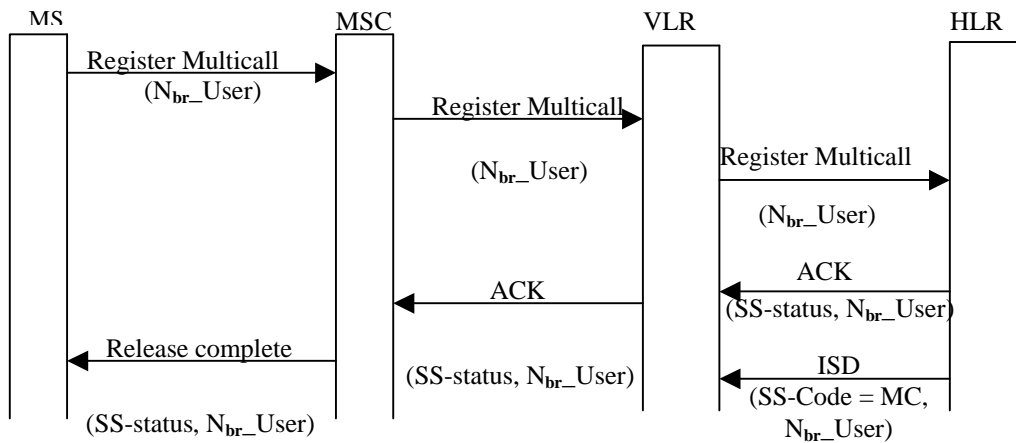 MS
MSC
VLR
HLR
Register Multicall
(Nbr_User)
Register Multicall
(Nbr_User)
Register Multicall
(Nbr_User)
ACK
(SS-status, Nbr_User)
ACK
(SS-status, Nbr_User)
Release complete
(SS-status, Nbr_User)
ISD
(SS-Code = MC,
Nbr_User)